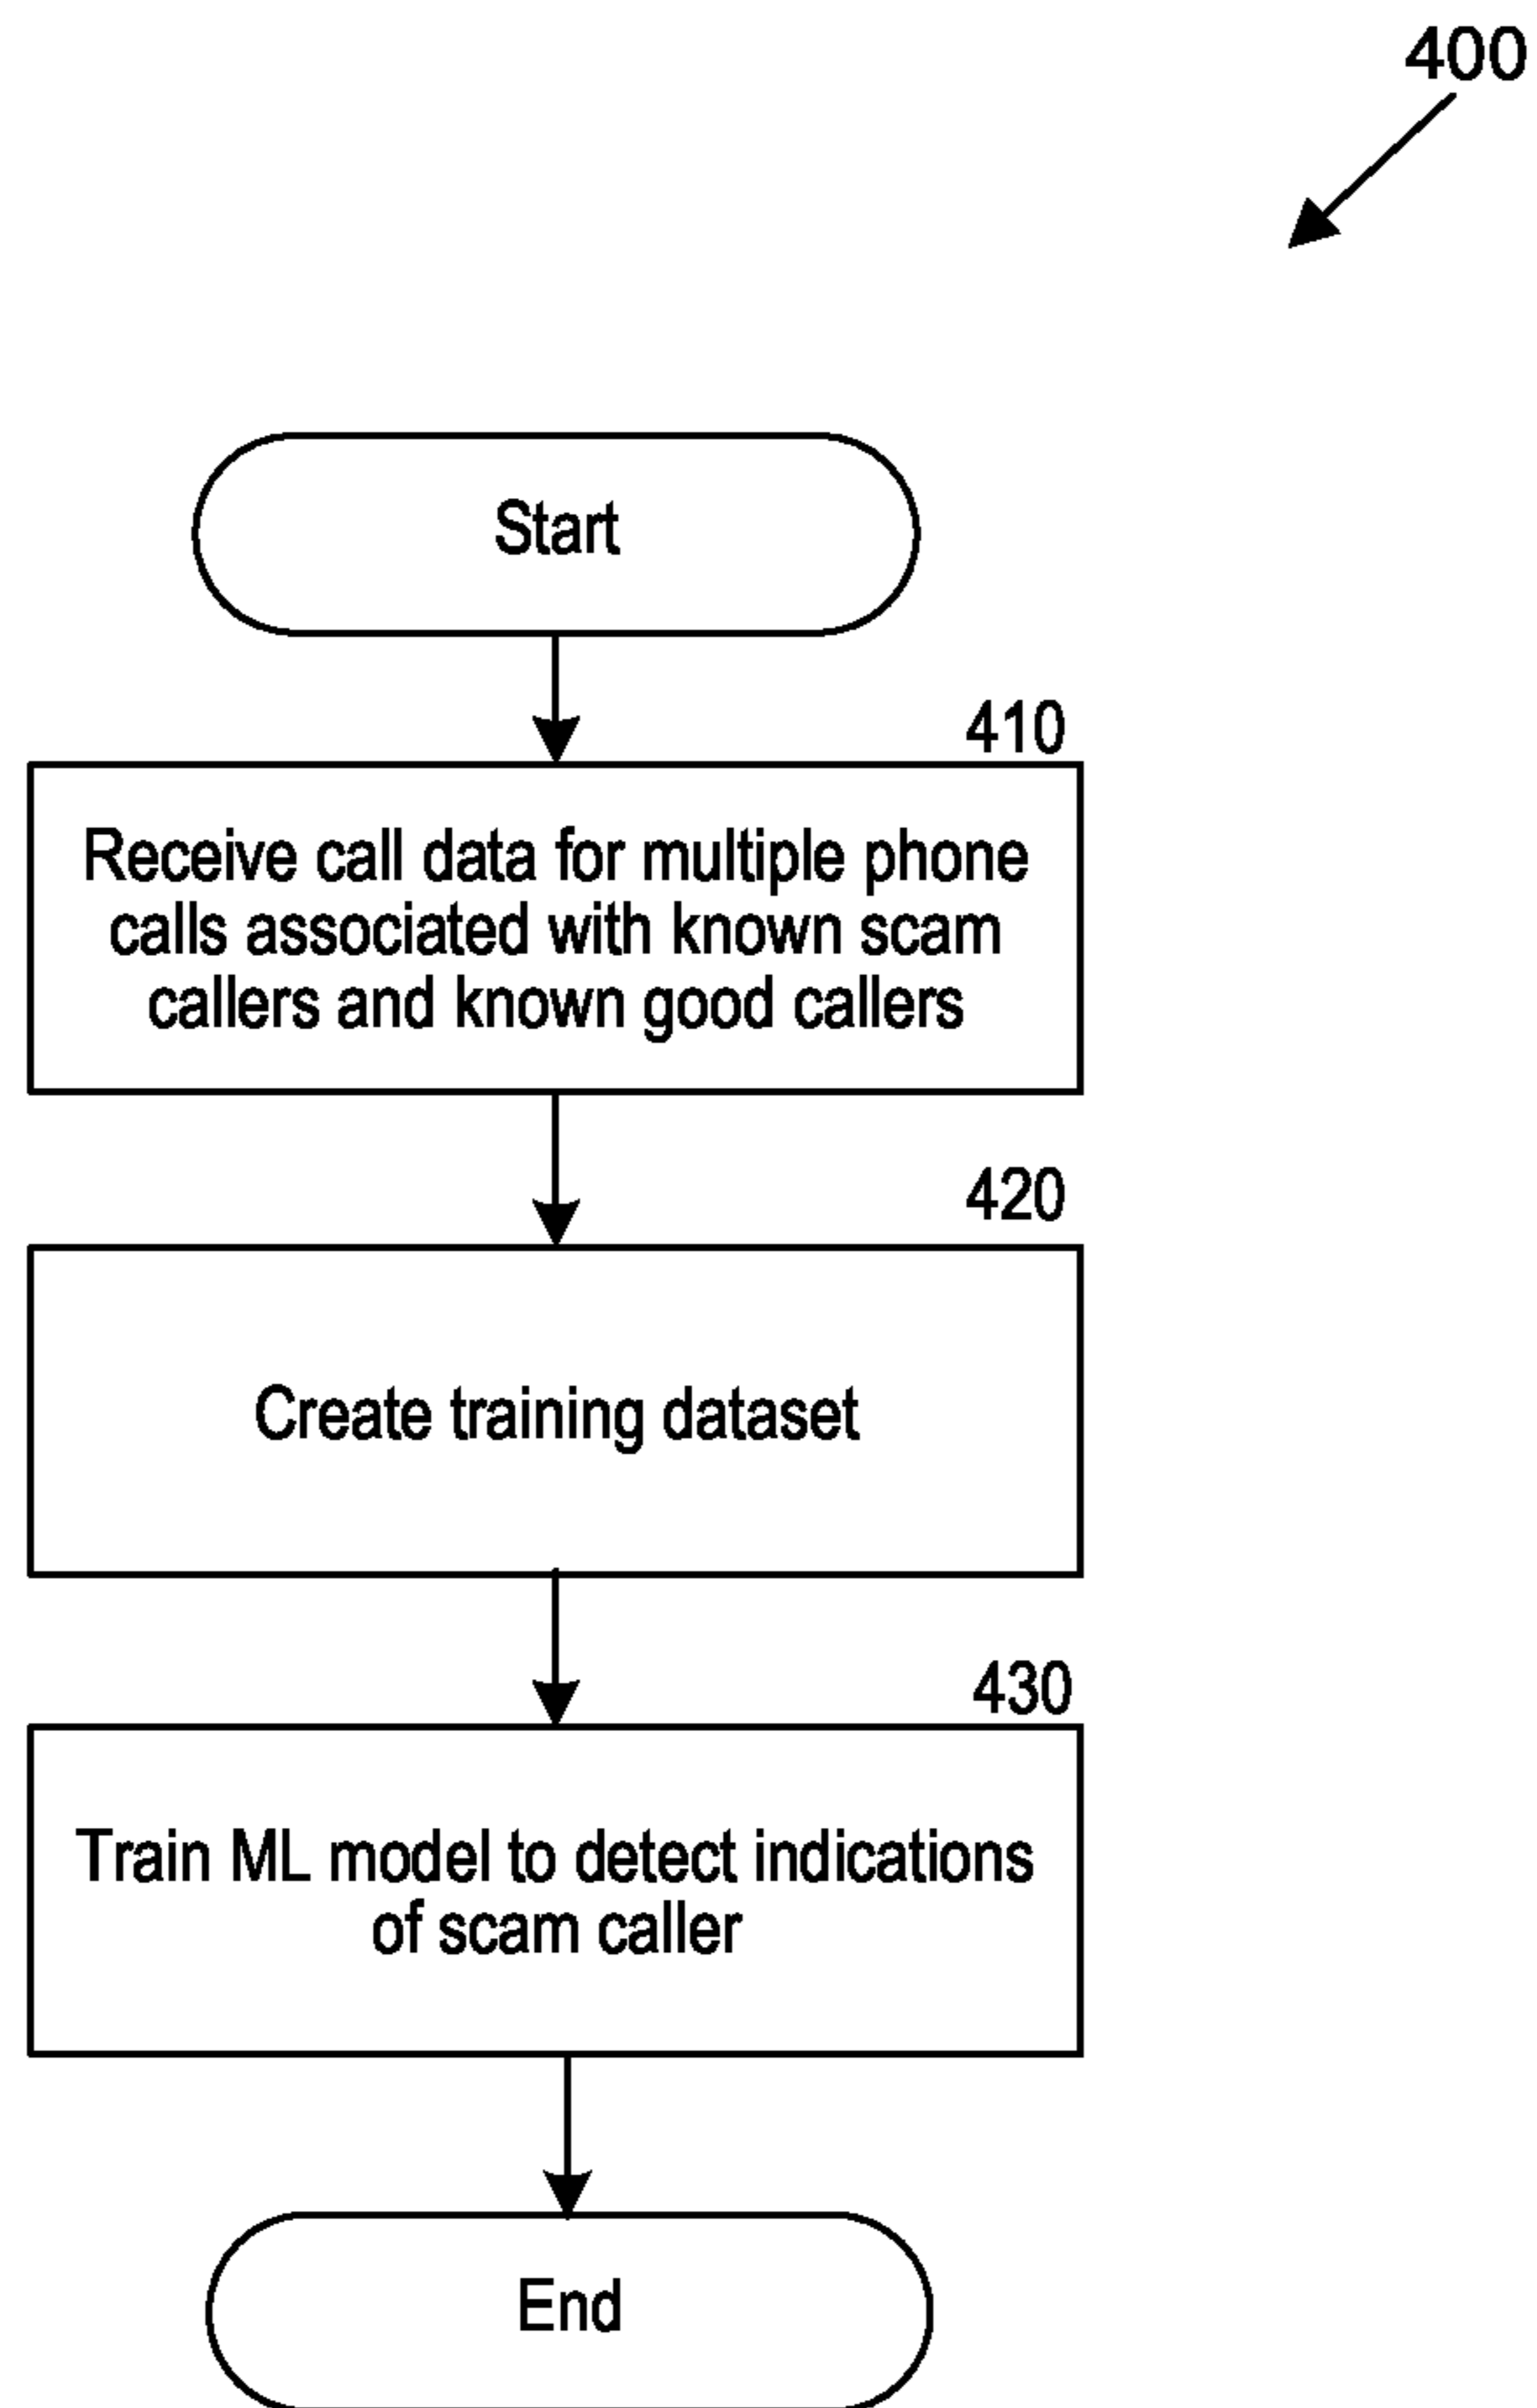 400
Start
410
Receive call data for multiple phone
calls associated with known scam
callers and known good callers
420
Create training dataset
430
Train ML model to detect indications
of scam caller
End